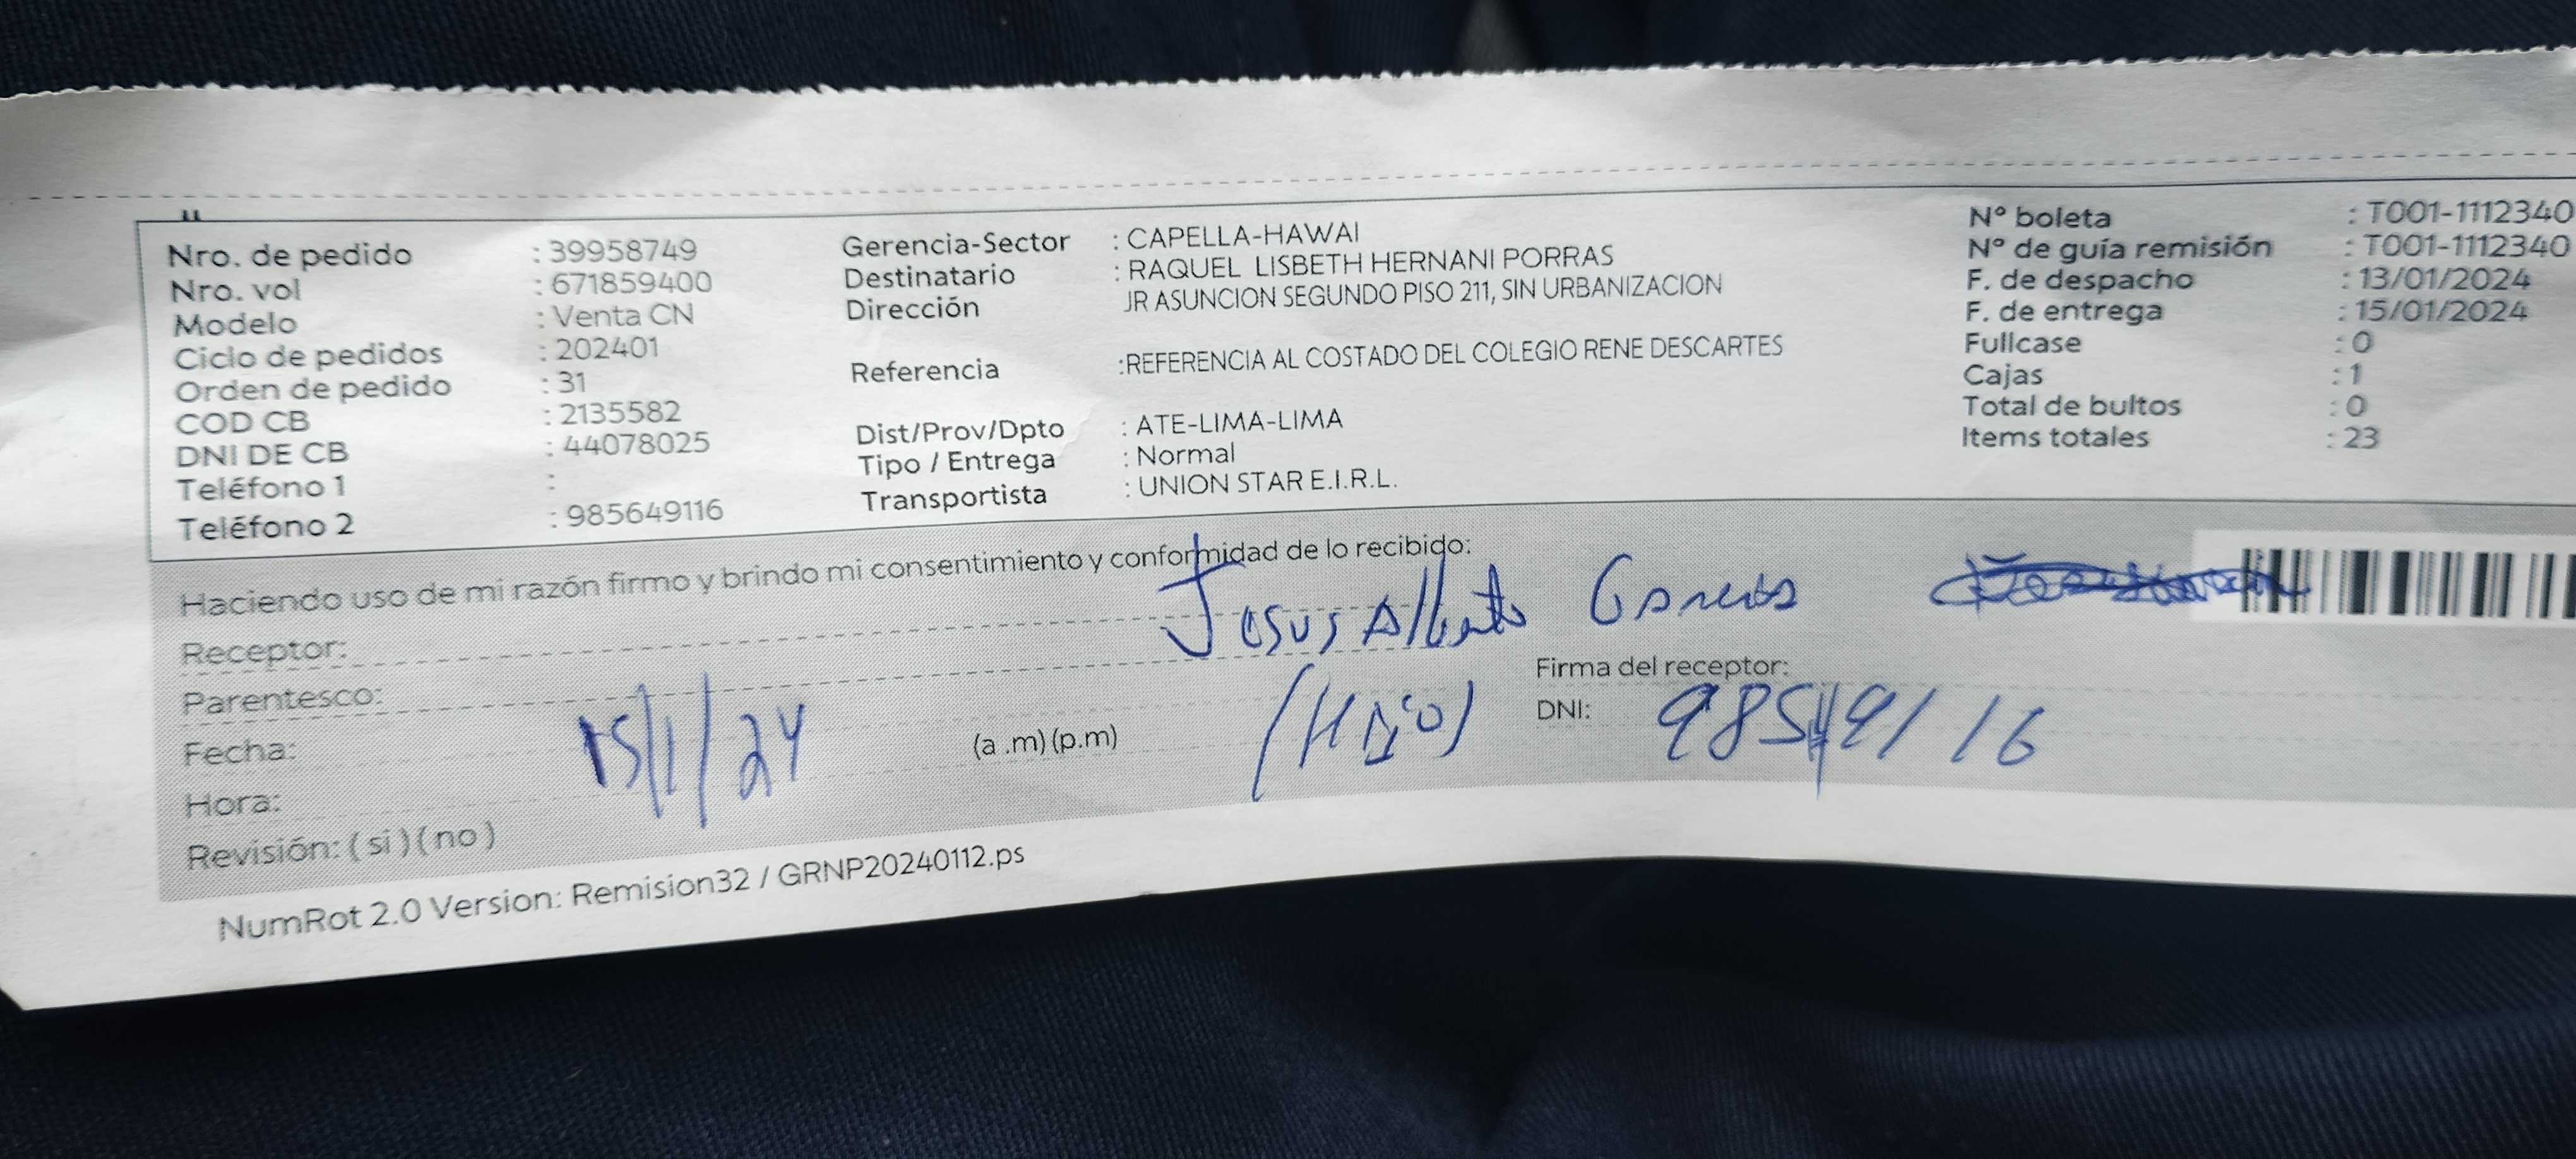 Nro. de pedido : 39958749
Nro. vol : 671859400
Modelo : Venta CN
Ciclo de pedidos : 202401
Orden de pedido : 31
COD CB : 2135582
DNI DE CB : 44078025
Teléfono 1 :
Teléfono 2 : 985649116
Gerencia-Sector : CAPELLA-HAWAI
Destinatario : RAQUEL LISBETH HERNANI PORRAS
Dirección JR ASUNCION SEGUNDO PISO 211, SIN URBANIZACION
Referencia :REFERENCIA AL COSTADO DEL COLEGIO RENE DESCARTES
Dist/Prov/Dpto : ATE-LIMA-LIMA
Tipo / Entrega : Normal
Transportista : UNION STAR E.I.R.L.
N° boleta : T001-1112340
N° de guía remisión : T001-1112340
F. de despacho : 13/01/2024
F. de entrega : 15/01/2024
Fullcase : 0
Cajas : 1
Total de bultos : 0
Items totales : 23
Haciendo uso de mi razón firmo y brindo mi consentimiento y conformidad de lo recibido:
Receptor: Jesus Alberto
Parentesco:
Firma del receptor:
Fecha: 15/1/24
(a .m) (p.m)
DNI:
Hora:
Revisión: ( si ) ( no )
NumRot 2.0 Version: Remision32 / GRNP20240112.ps